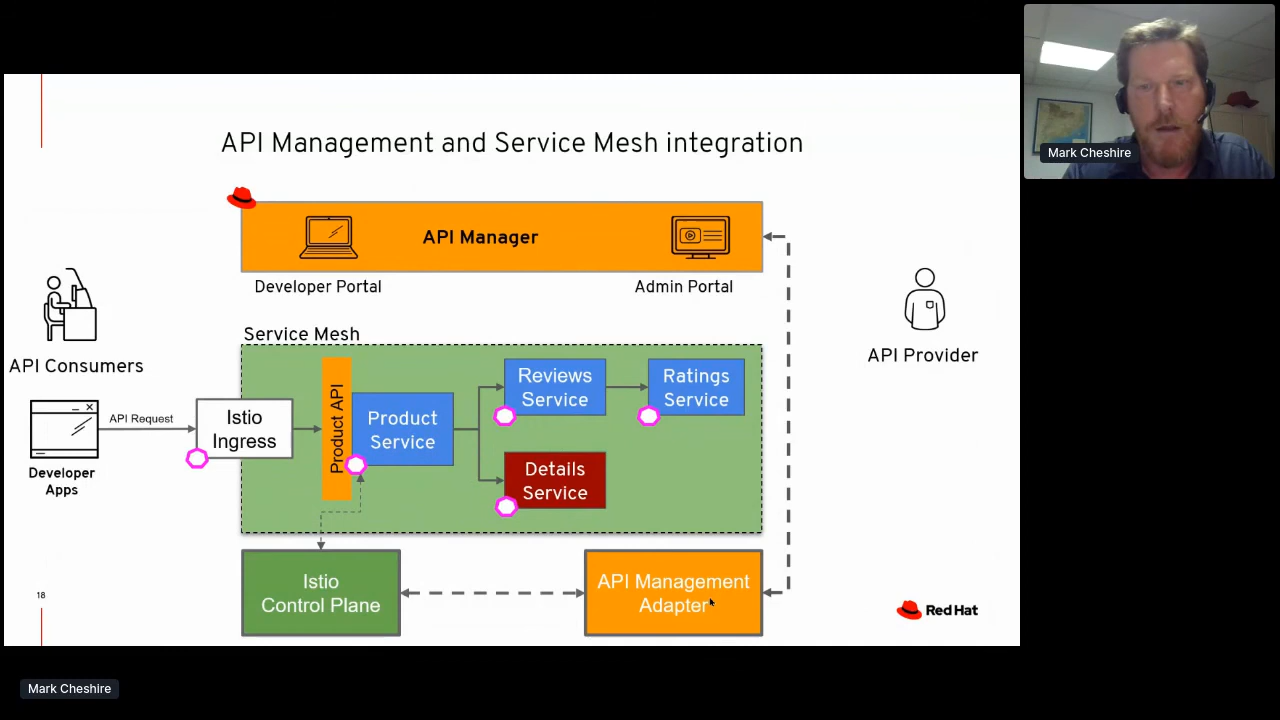 Mark Cheshire
API Management and Service Mesh integration
API Manager
Developer Portal
Admin Portal
Service Mesh
API Consumers
API Provider
API Request
Developer
Apps
Istio
Ingress
Product API
Product
Service
Reviews
Service
Ratings
Service
Details
Service
Istio
Control Plane
API Management
Adapter
18
Red Hat
Mark Cheshire